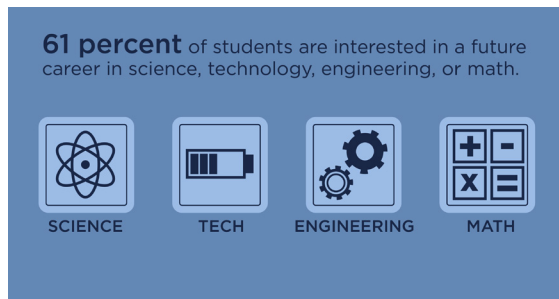 61 percent of students are interested in a future
career in science, technology, engineering, or math.
SCIENCE TECH ENGINEERING MATH